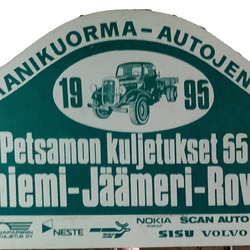 ANIKUORMA-AUTOJEN
19 95
Petsamon kuljetukset 55
niemi-Jäämeri-Rov
NESTE NOKIA SCAN AUTO
SISU VOLVO